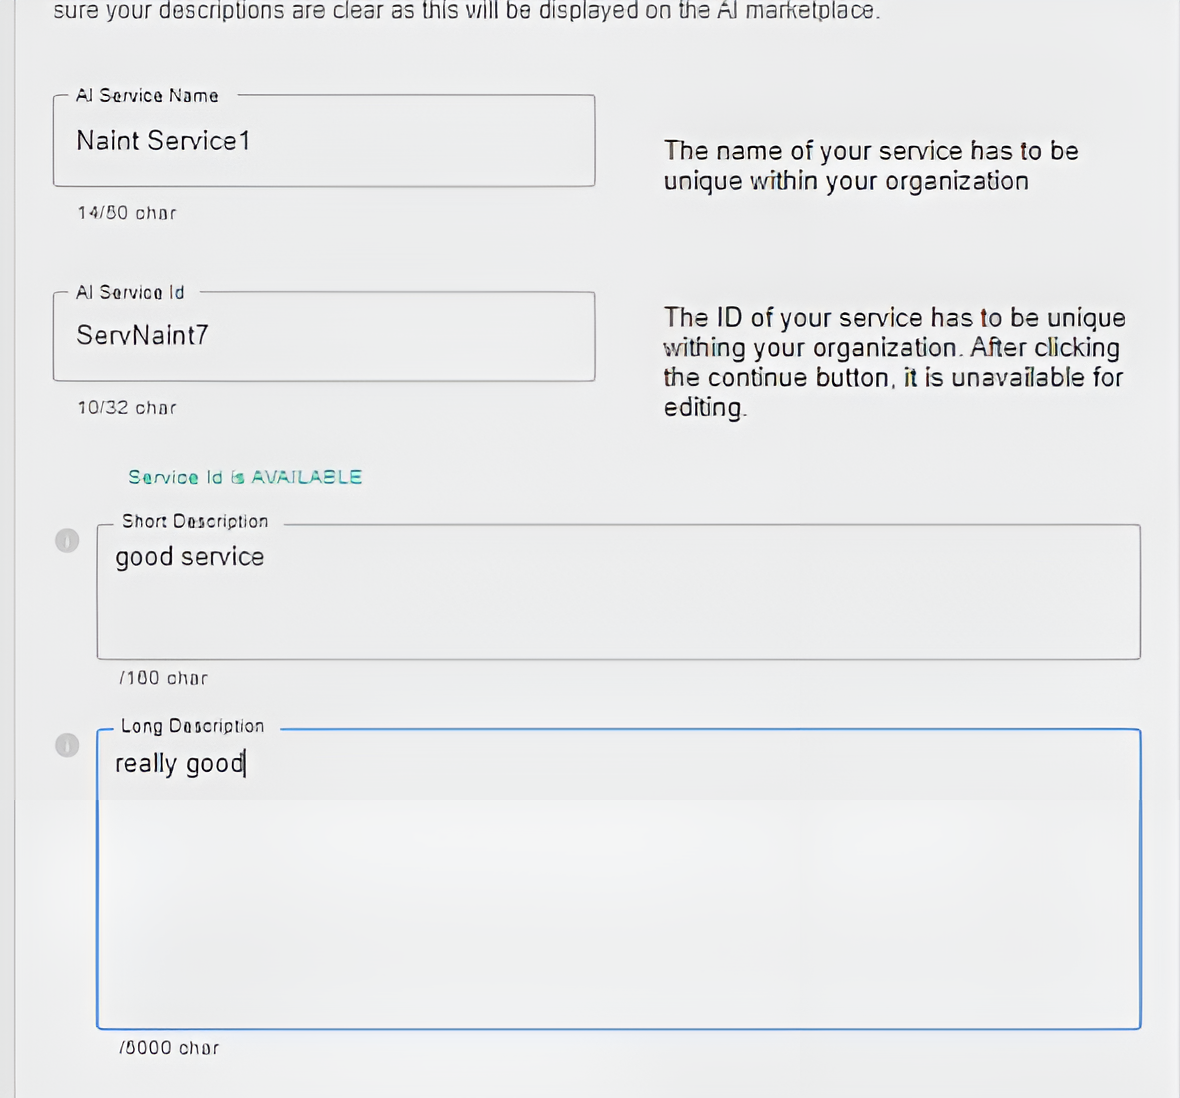 sure your descriptions are clear as this will be displayed on the AI marketplace.
AI Service Name
Naint Service1
14/50 char
The name of your service has to be
unique within your organization
AI Service Id
ServNaint7
10/32 char
The ID of your service has to be unique
withing your organization. After clicking
the continue button, it is unavailable for
editing.
Service Id is AVAILABLE
Short Description
good service
/100 char
Long Description
really good
/5000 char